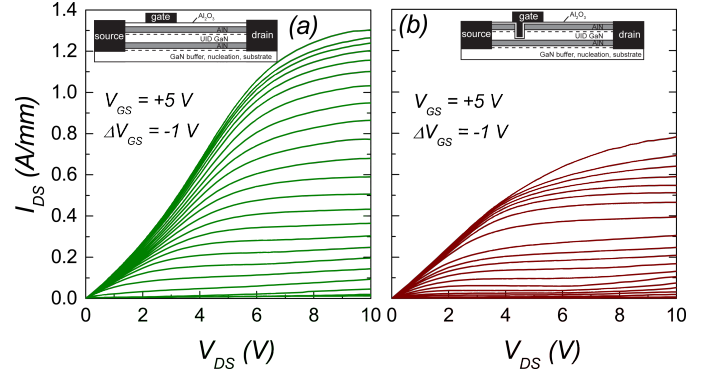 gate
Al₂O₃
(a)
AlN
source
UID GaN
drain
AlN
GaN buffer, nucleation, substrate
V_GS = +5 V
ΔV_GS = -1 V
gate
Al₂O₃
(b)
AlN
source
UID GaN
drain
AlN
GaN buffer, nucleation, substrate
V_GS = +5 V
ΔV_GS = -1 V
I_DS (A/mm)
1.4
1.2
1.0
0.8
0.6
0.4
0.2
0.0
0 2 4 6 8 10
0 2 4 6 8 10
V_DS (V)
V_DS (V)